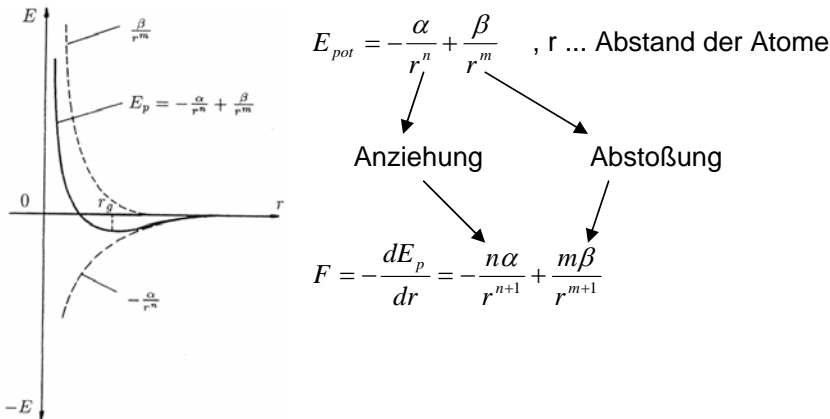 E
β/r^m
E_p = −α/r^n + β/r^m
0
r_g
r
−α/r^n
−E
E_pot = −α/r^n + β/r^m , r ... Abstand der Atome
Anziehung Abstoßung
F = −dE_p/dr = −nα/r^{n+1} + mβ/r^{m+1}